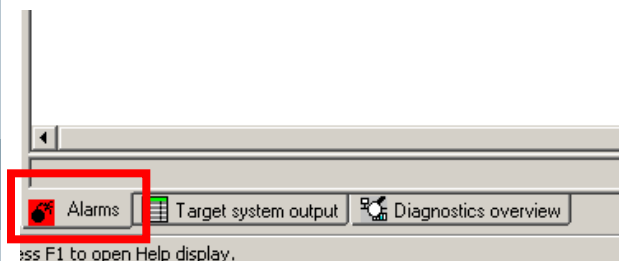 Alarms Target system output Diagnostics overview
ess F1 to open Help display.